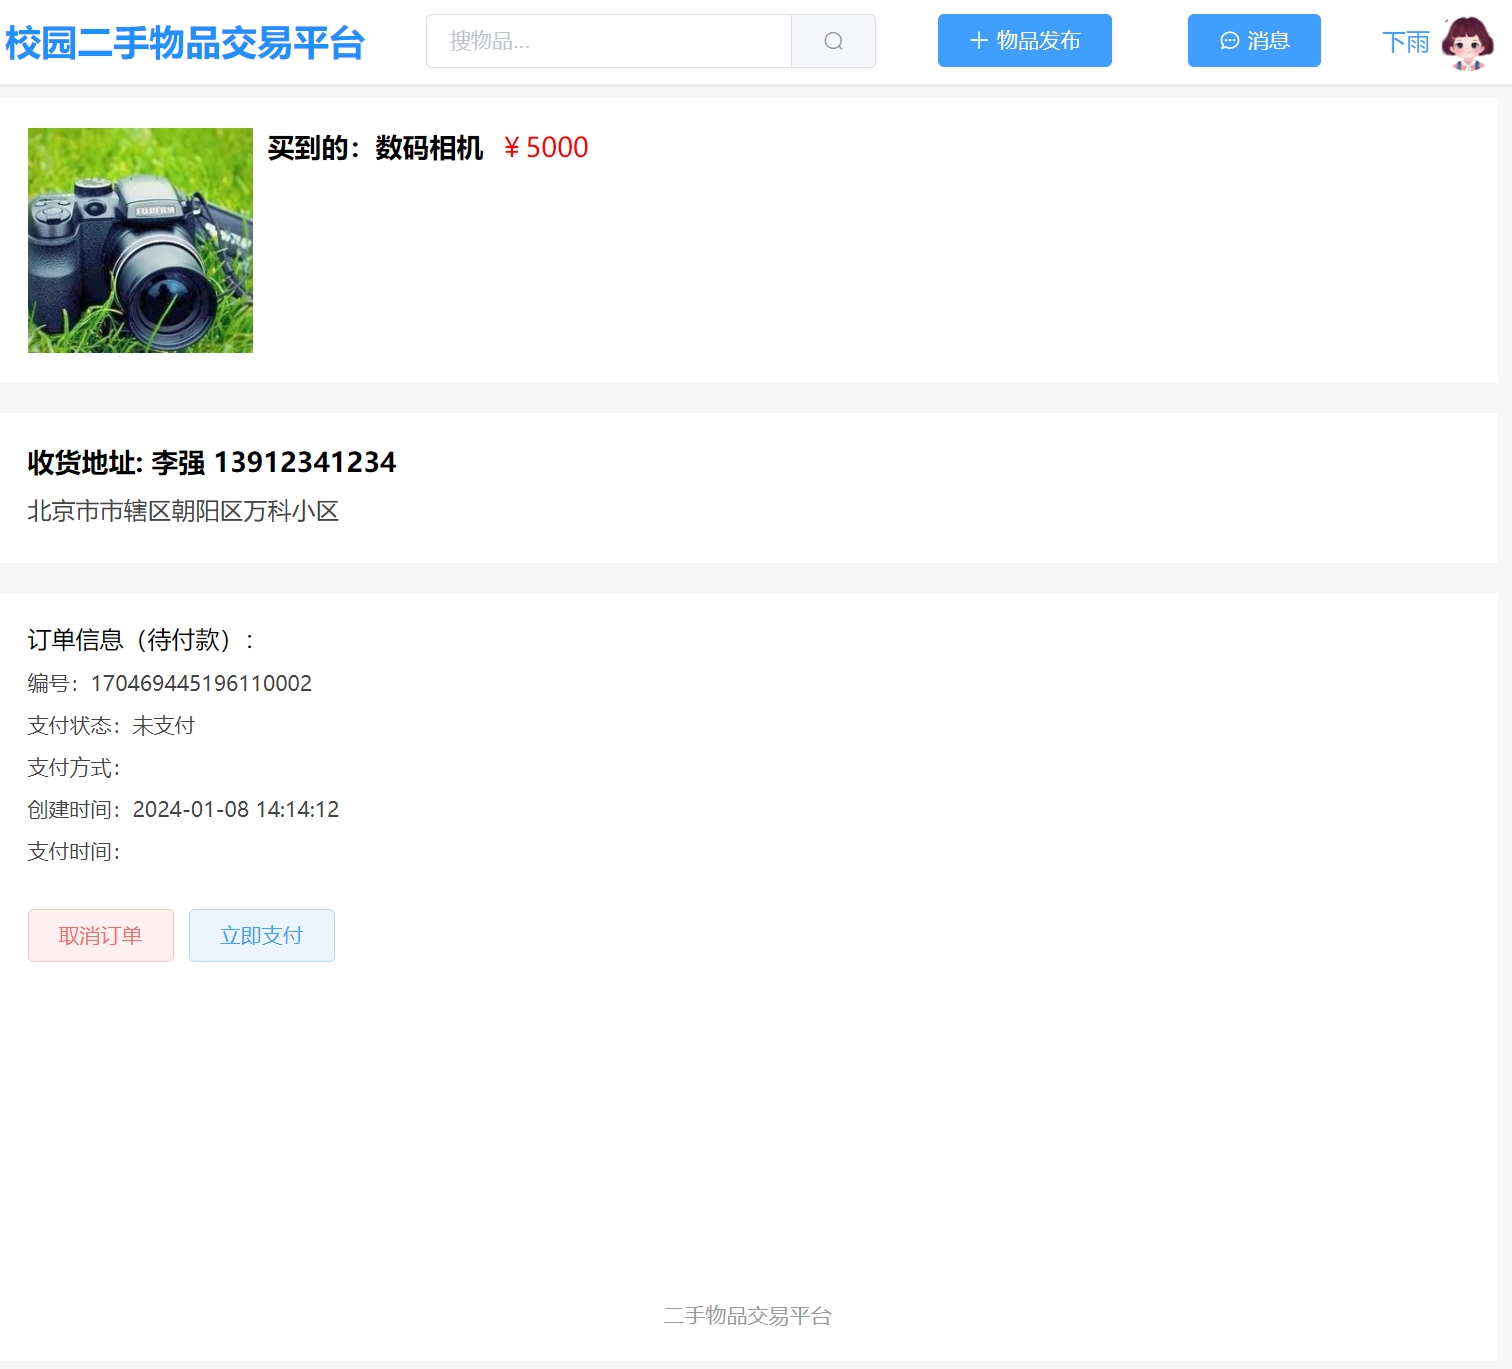 校园二手物品交易平台
搜物品...
物品发布
消息
下雨
买到的：数码相机 ￥5000
FUJIFILM
收货地址: 李强 13912341234
北京市市辖区朝阳区万科小区
订单信息（待付款）:
编号：170469445196110002
支付状态：未支付
支付方式：
创建时间：2024-01-08 14:14:12
支付时间：
取消订单
立即支付
二手物品交易平台